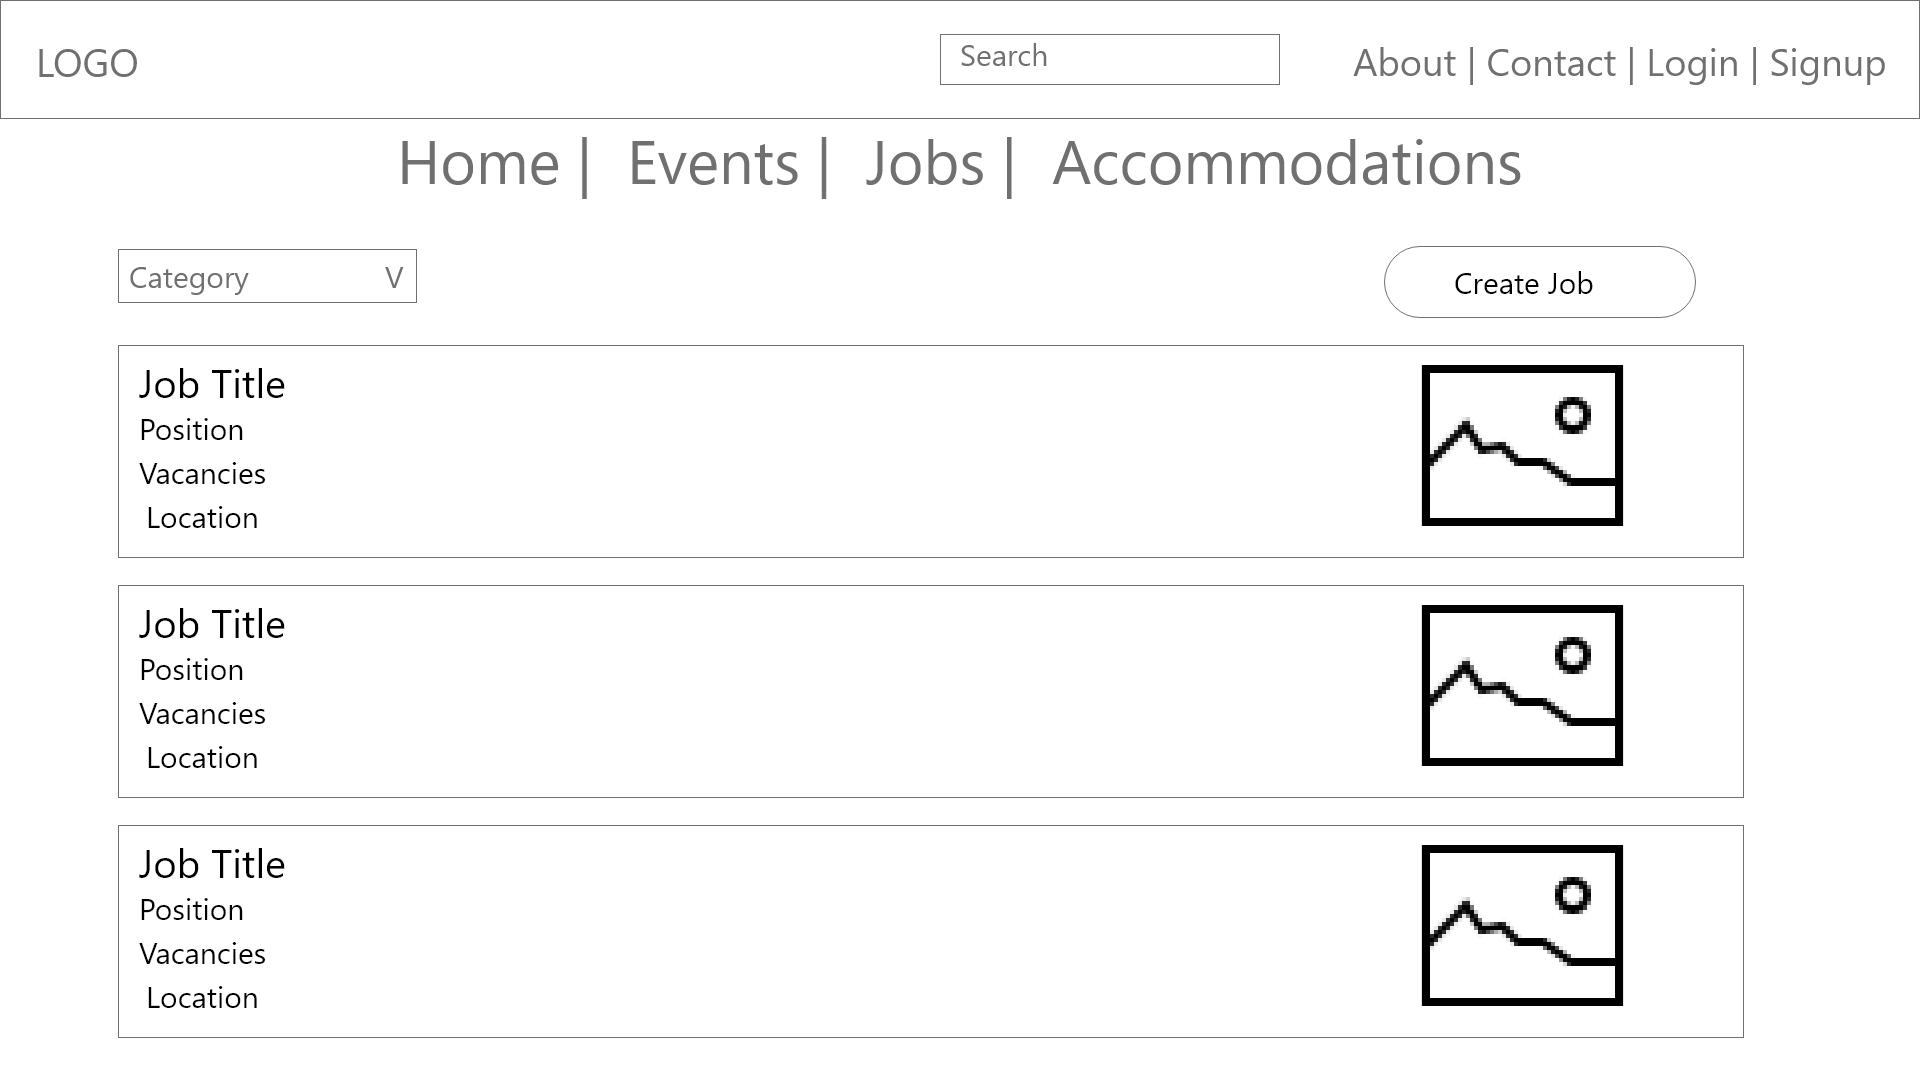 LOGO
Search
About | Contact | Login | Signup
Home | Events | Jobs | Accommodations
Category V
Create Job
Job Title
Position
Vacancies
Location
Job Title
Position
Vacancies
Location
Job Title
Position
Vacancies
Location